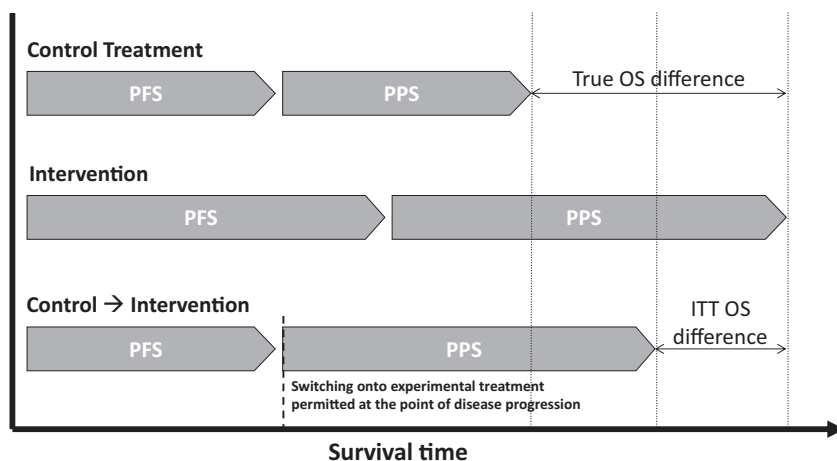 Control Treatment
PFS
PPS
True OS difference
Intervention
PFS
PPS
Control → Intervention
ITT OS
difference
PFS
PPS
Switching onto experimental treatment
permitted at the point of disease progression
Survival time